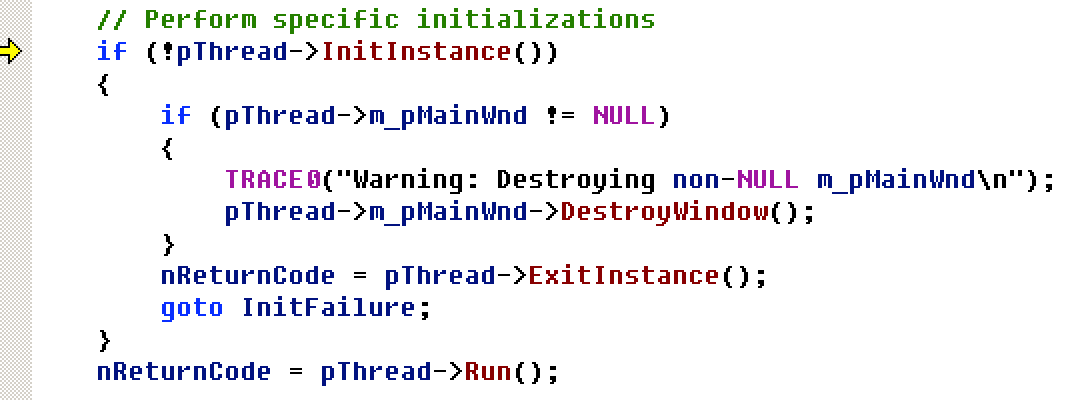 // Perform specific initializations
if (!pThread->InitInstance())
{
    if (pThread->m_pMainWnd != NULL)
    {
        TRACE0("Warning: Destroying non-NULL m_pMainWnd\n");
        pThread->m_pMainWnd->DestroyWindow();
    }
    nReturnCode = pThread->ExitInstance();
    goto InitFailure;
}
nReturnCode = pThread->Run();